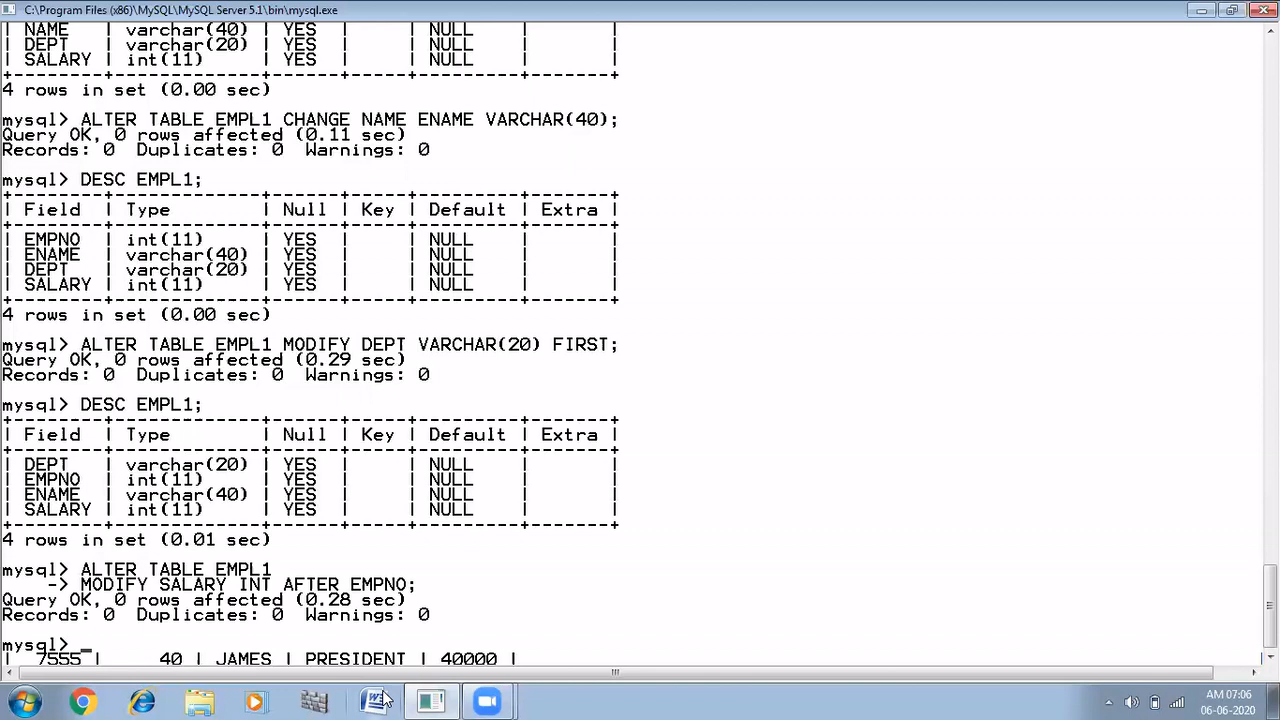 C:\Program Files (x86)\MySQL\MySQL Server 5.1\bin\mysql.exe
| NAME   | varchar(40) | YES  |     | NULL    |       |
| DEPT   | varchar(20) | YES  |     | NULL    |       |
| SALARY | int(11)     | YES  |     | NULL    |       |
+--------+-------------+------+-----+---------+-------+
4 rows in set (0.00 sec)
mysql> ALTER TABLE EMPL1 CHANGE NAME ENAME VARCHAR(40);
Query OK, 0 rows affected (0.11 sec)
Records: 0  Duplicates: 0  Warnings: 0
mysql> DESC EMPL1;
+--------+-------------+------+-----+---------+-------+
| Field  | Type        | Null | Key | Default | Extra |
+--------+-------------+------+-----+---------+-------+
| EMPNO  | int(11)     | YES  |     | NULL    |       |
| ENAME  | varchar(40) | YES  |     | NULL    |       |
| DEPT   | varchar(20) | YES  |     | NULL    |       |
| SALARY | int(11)     | YES  |     | NULL    |       |
+--------+-------------+------+-----+---------+-------+
4 rows in set (0.00 sec)
mysql> ALTER TABLE EMPL1 MODIFY DEPT VARCHAR(20) FIRST;
Query OK, 0 rows affected (0.29 sec)
Records: 0  Duplicates: 0  Warnings: 0
mysql> DESC EMPL1;
+--------+-------------+------+-----+---------+-------+
| Field  | Type        | Null | Key | Default | Extra |
+--------+-------------+------+-----+---------+-------+
| DEPT   | varchar(20) | YES  |     | NULL    |       |
| EMPNO  | int(11)     | YES  |     | NULL    |       |
| ENAME  | varchar(40) | YES  |     | NULL    |       |
| SALARY | int(11)     | YES  |     | NULL    |       |
+--------+-------------+------+-----+---------+-------+
4 rows in set (0.01 sec)
mysql> ALTER TABLE EMPL1
    -> MODIFY SALARY INT AFTER EMPNO;
Query OK, 0 rows affected (0.28 sec)
Records: 0  Duplicates: 0  Warnings: 0
mysql> _
|  7555 |     40 | JAMES | PRESIDENT | 40000 |
AM 07:06
06-06-2020